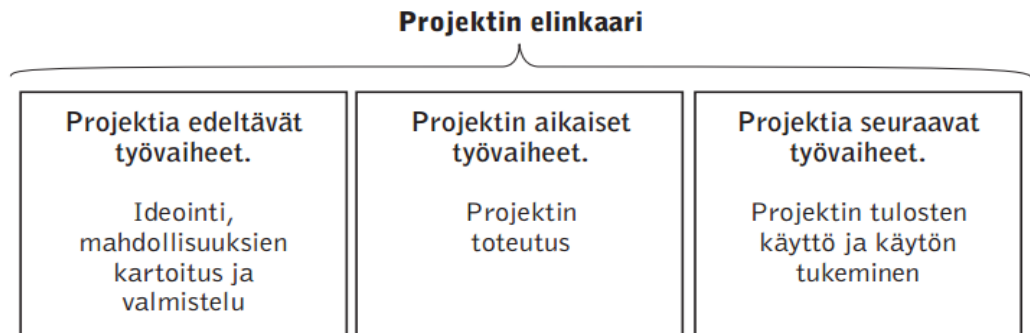 Projektin elinkaari
Projektia edeltävät
työvaiheet.
Ideointi,
mahdollisuuksien
kartoitus ja
valmistelu
Projektin aikaiset
työvaiheet.
Projektin
toteutus
Projektia seuraavat
työvaiheet.
Projektin tulosten
käyttö ja käytön
tukeminen